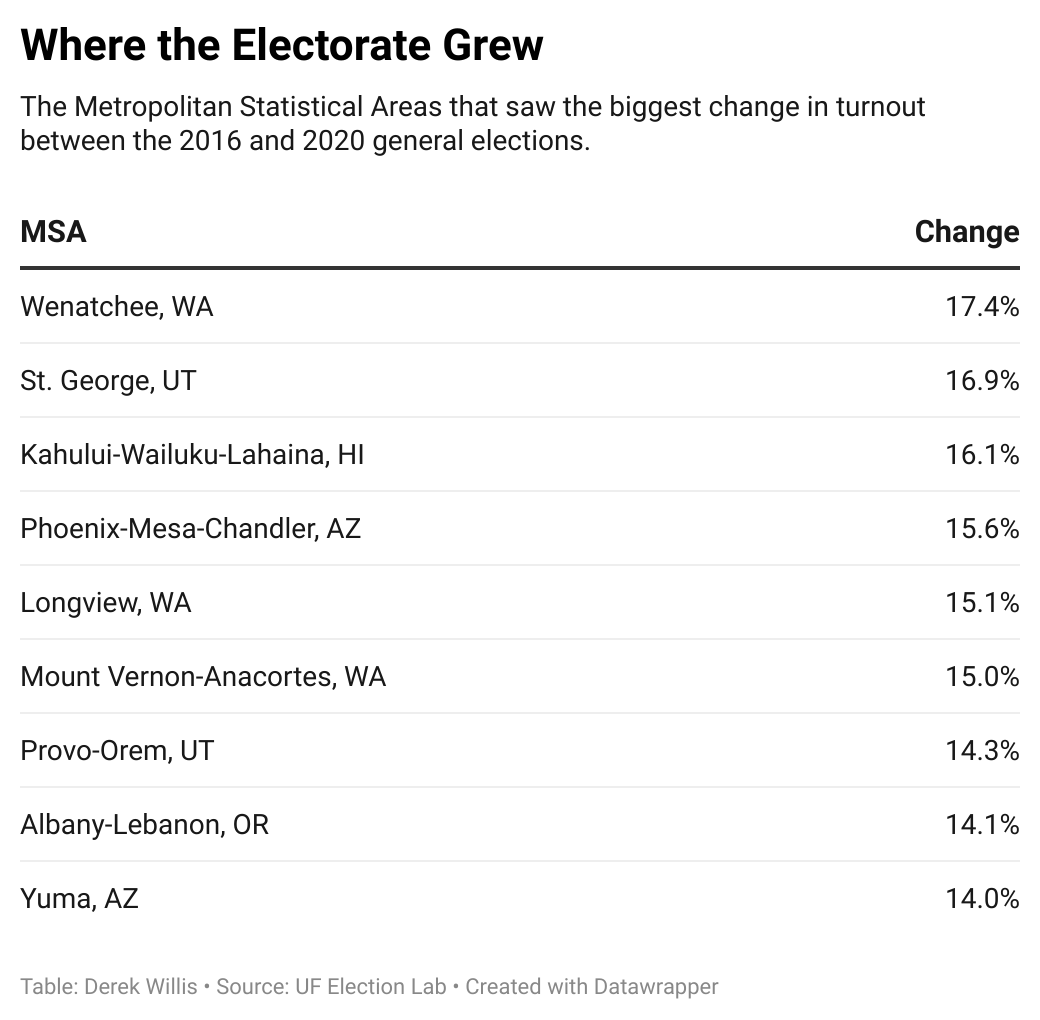 Where the Electorate Grew
The Metropolitan Statistical Areas that saw the biggest change in turnout
between the 2016 and 2020 general elections.
MSA Change
Wenatchee, WA 17.4%
St. George, UT 16.9%
Kahului-Wailuku-Lahaina, HI 16.1%
Phoenix-Mesa-Chandler, AZ 15.6%
Longview, WA 15.1%
Mount Vernon-Anacortes, WA 15.0%
Provo-Orem, UT 14.3%
Albany-Lebanon, OR 14.1%
Yuma, AZ 14.0%
Table: Derek Willis • Source: UF Election Lab • Created with Datawrapper